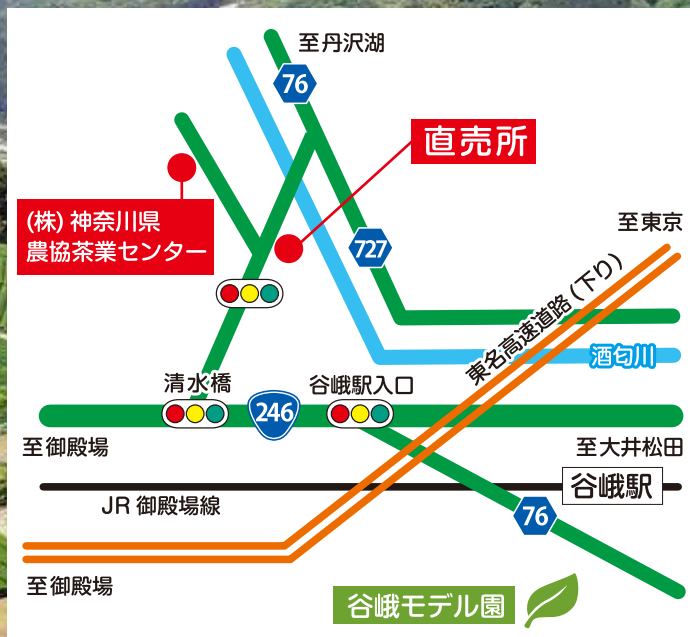 至丹沢湖
76
直売所
(株) 神奈川県
農協茶業センター
727
至東京
東名高速道路(下り)
酒匂川
清水橋
谷峨駅入口
246
至御殿場
至大井松田
JR 御殿場線
谷峨駅
76
至御殿場
谷峨モデル園